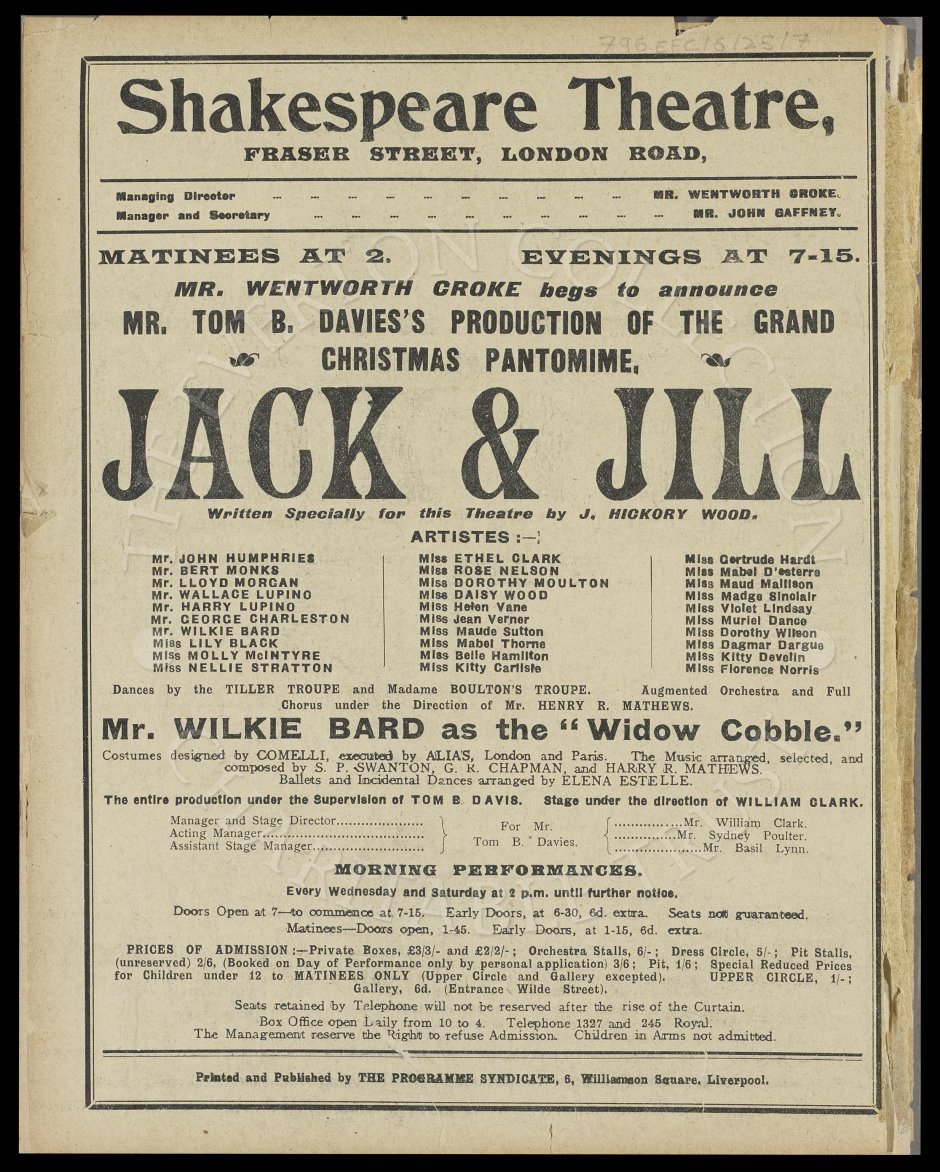 796 EFC/6/25/7
Shakespeare Theatre,
FRASER STREET, LONDON ROAD,
Managing Director ... ... ... ... ... ... ... ... ... ... MR. WENTWORTH CROKE.
Manager and Secretary ... ... ... ... ... ... ... ... ... ... MR. JOHN GAFFNEY.
MATINEES AT 2. EVENINGS AT 7-15.
MR. WENTWORTH CROKE begs to announce
MR. TOM B. DAVIES'S PRODUCTION OF THE GRAND
CHRISTMAS PANTOMIME,
JACK & JILL
Written Specially for this Theatre by J. HICKORY WOOD.
ARTISTES :—
Mr. JOHN HUMPHRIES
Mr. BERT MONKS
Mr. LLOYD MORGAN
Mr. WALLACE LUPINO
Mr. HARRY LUPINO
Mr. GEORGE CHARLESTON
Mr. WILKIE BARD
Miss LILY BLACK
Miss MOLLY McINTYRE
Miss NELLIE STRATTON
Miss ETHEL CLARK
Miss ROSE NELSON
Miss DOROTHY MOULTON
Miss DAISY WOOD
Miss Helen Vane
Miss Jean Verner
Miss Maude Sutton
Miss Mabel Thorne
Miss Belle Hamilton
Miss Kitty Carlisle
Miss Gertrude Hardt
Miss Mabel D'esterre
Miss Maud Mallison
Miss Madge Sinclair
Miss Violet Lindsay
Miss Muriel Dance
Miss Dorothy Wilson
Miss Dagmar Dargue
Miss Kitty Develin
Miss Florence Norris
Dances by the TILLER TROUPE and Madame BOULTON'S TROUPE. Augmented Orchestra and Full
Chorus under the Direction of Mr. HENRY R. MATHEWS.
Mr. WILKIE BARD as the "Widow Cobble."
Costumes designed by COMELLI, executed by ALIAS, London and Paris. The Music arranged, selected, and
composed by S. P. SWANTON, G. R. CHAPMAN, and HARRY R. MATHEWS.
Ballets and Incidental Dances arranged by ELENA ESTELLE.
The entire production under the Supervision of TOM B DAVIS. Stage under the direction of WILLIAM CLARK.
Manager and Stage Director..................... } For Mr. Tom B. Davies. { ................Mr. William Clark.
Acting Manager....................................... ...............Mr. Sydney Poulter.
Assistant Stage Manager.......................... .....................Mr. Basil Lynn.
MORNING PERFORMANCES.
Every Wednesday and Saturday at 2 p.m. until further notice.
Doors Open at 7—to commence at 7-15. Early Doors, at 6-30, 6d. extra. Seats not guaranteed.
Matinees—Doors open, 1-45. Early Doors, at 1-15, 6d. extra.
PRICES OF ADMISSION :—Private Boxes, £3/3/- and £2/2/- ; Orchestra Stalls, 6/- ; Dress Circle, 5/- ; Pit Stalls,
(unreserved) 2/6, (Booked on Day of Performance only by personal application) 3/6 ; Pit, 1/6 ; Special Reduced Prices
for Children under 12 to MATINEES ONLY (Upper Circle and Gallery excepted). UPPER CIRCLE, 1/- ;
Gallery, 6d. (Entrance Wilde Street).
Seats retained by Telephone will not be reserved after the rise of the Curtain.
Box Office open Daily from 10 to 4. Telephone 1327 and 245 Royal.
The Management reserve the Right to refuse Admission. Children in Arms not admitted.
Printed and Published by THE PROGRAMME SYNDICATE, 6, Williamson Square, Liverpool.
THE EVERTON COLLECTION